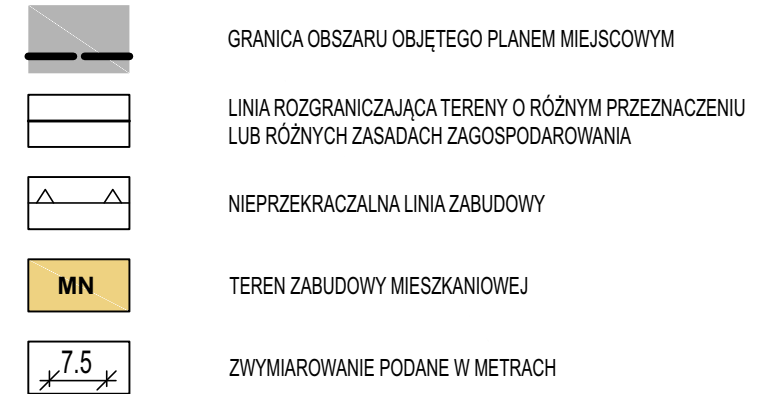 GRANICA OBSZARU OBJĘTEGO PLANEM MIEJSCOWYM
LINIA ROZGRANICZAJĄCA TERENY O RÓŻNYM PRZEZNACZENIU
LUB RÓŻNYCH ZASADACH ZAGOSPODAROWANIA
NIEPRZEKRACZALNA LINIA ZABUDOWY
MN TEREN ZABUDOWY MIESZKANIOWEJ
7.5 ZWYMIAROWANIE PODANE W METRACH